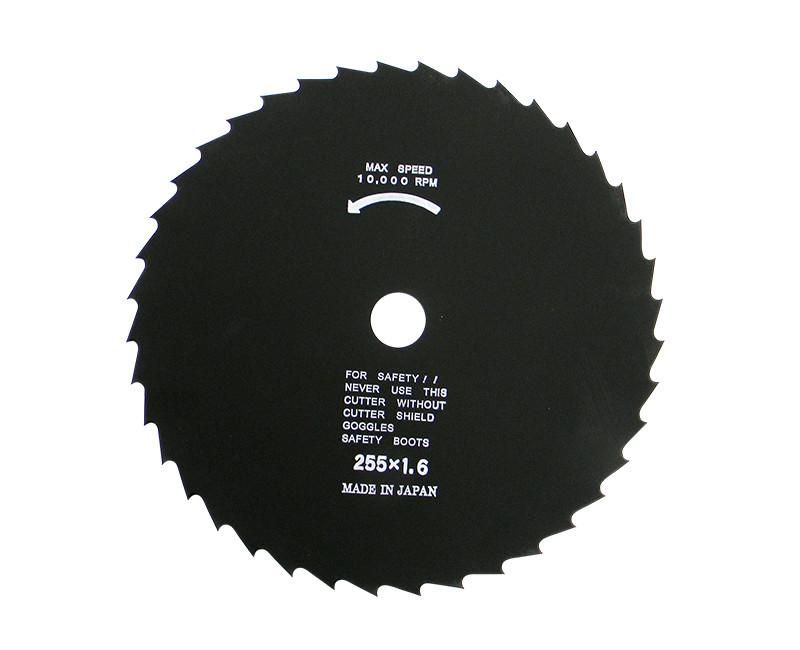 MAX SPEED
10,000 RPM
FOR SAFETY//
NEVER USE THIS
CUTTER WITHOUT
CUTTER SHIELD
GOGGLES
SAFETY BOOTS
255×1.6
MADE IN JAPAN